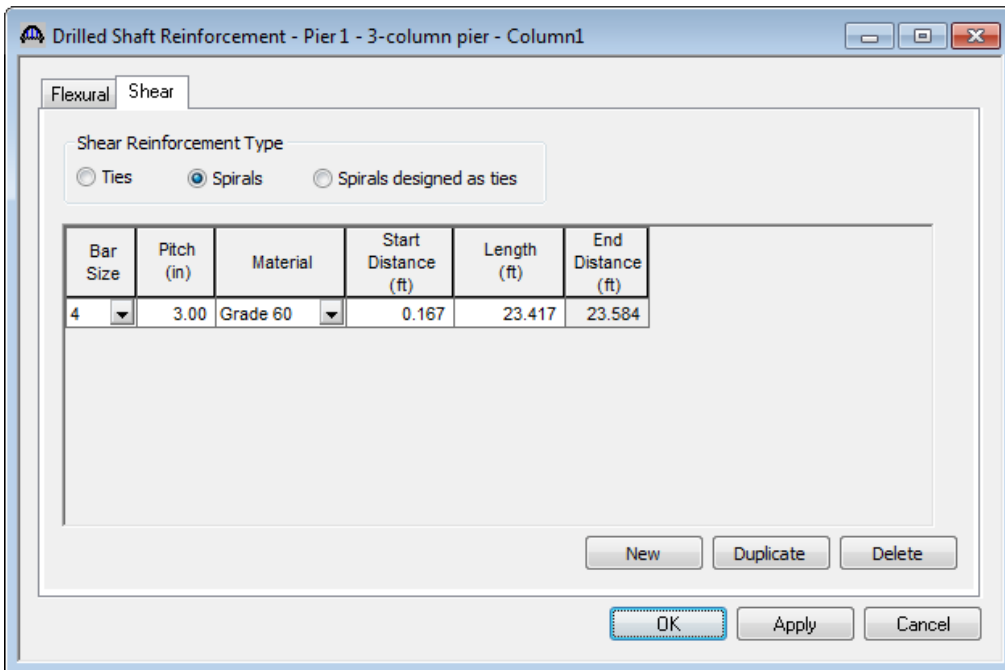 Drilled Shaft Reinforcement - Pier 1 - 3-column pier - Column1
Flexural Shear
Shear Reinforcement Type
Ties Spirals Spirals designed as ties
Bar Size Pitch (in) Material Start Distance (ft) Length (ft) End Distance (ft)
4 3.00 Grade 60 0.167 23.417 23.584
New Duplicate Delete
OK Apply Cancel